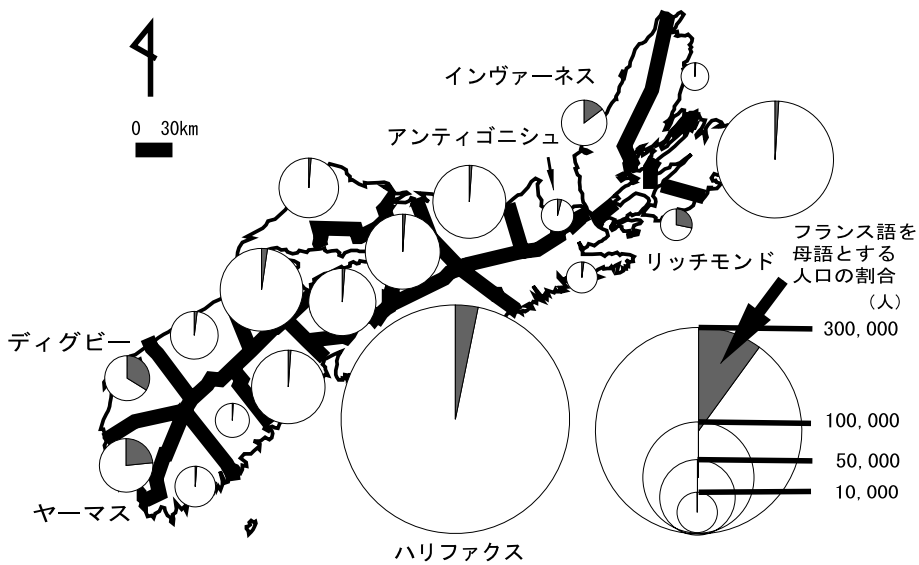 インヴァーネス
0 30km
アンティゴニシュ
フランス語を
母語とする
人口の割合
(人)
リッチモンド
300,000
ディグビー
100,000
50,000
10,000
ヤーマス
ハリファクス